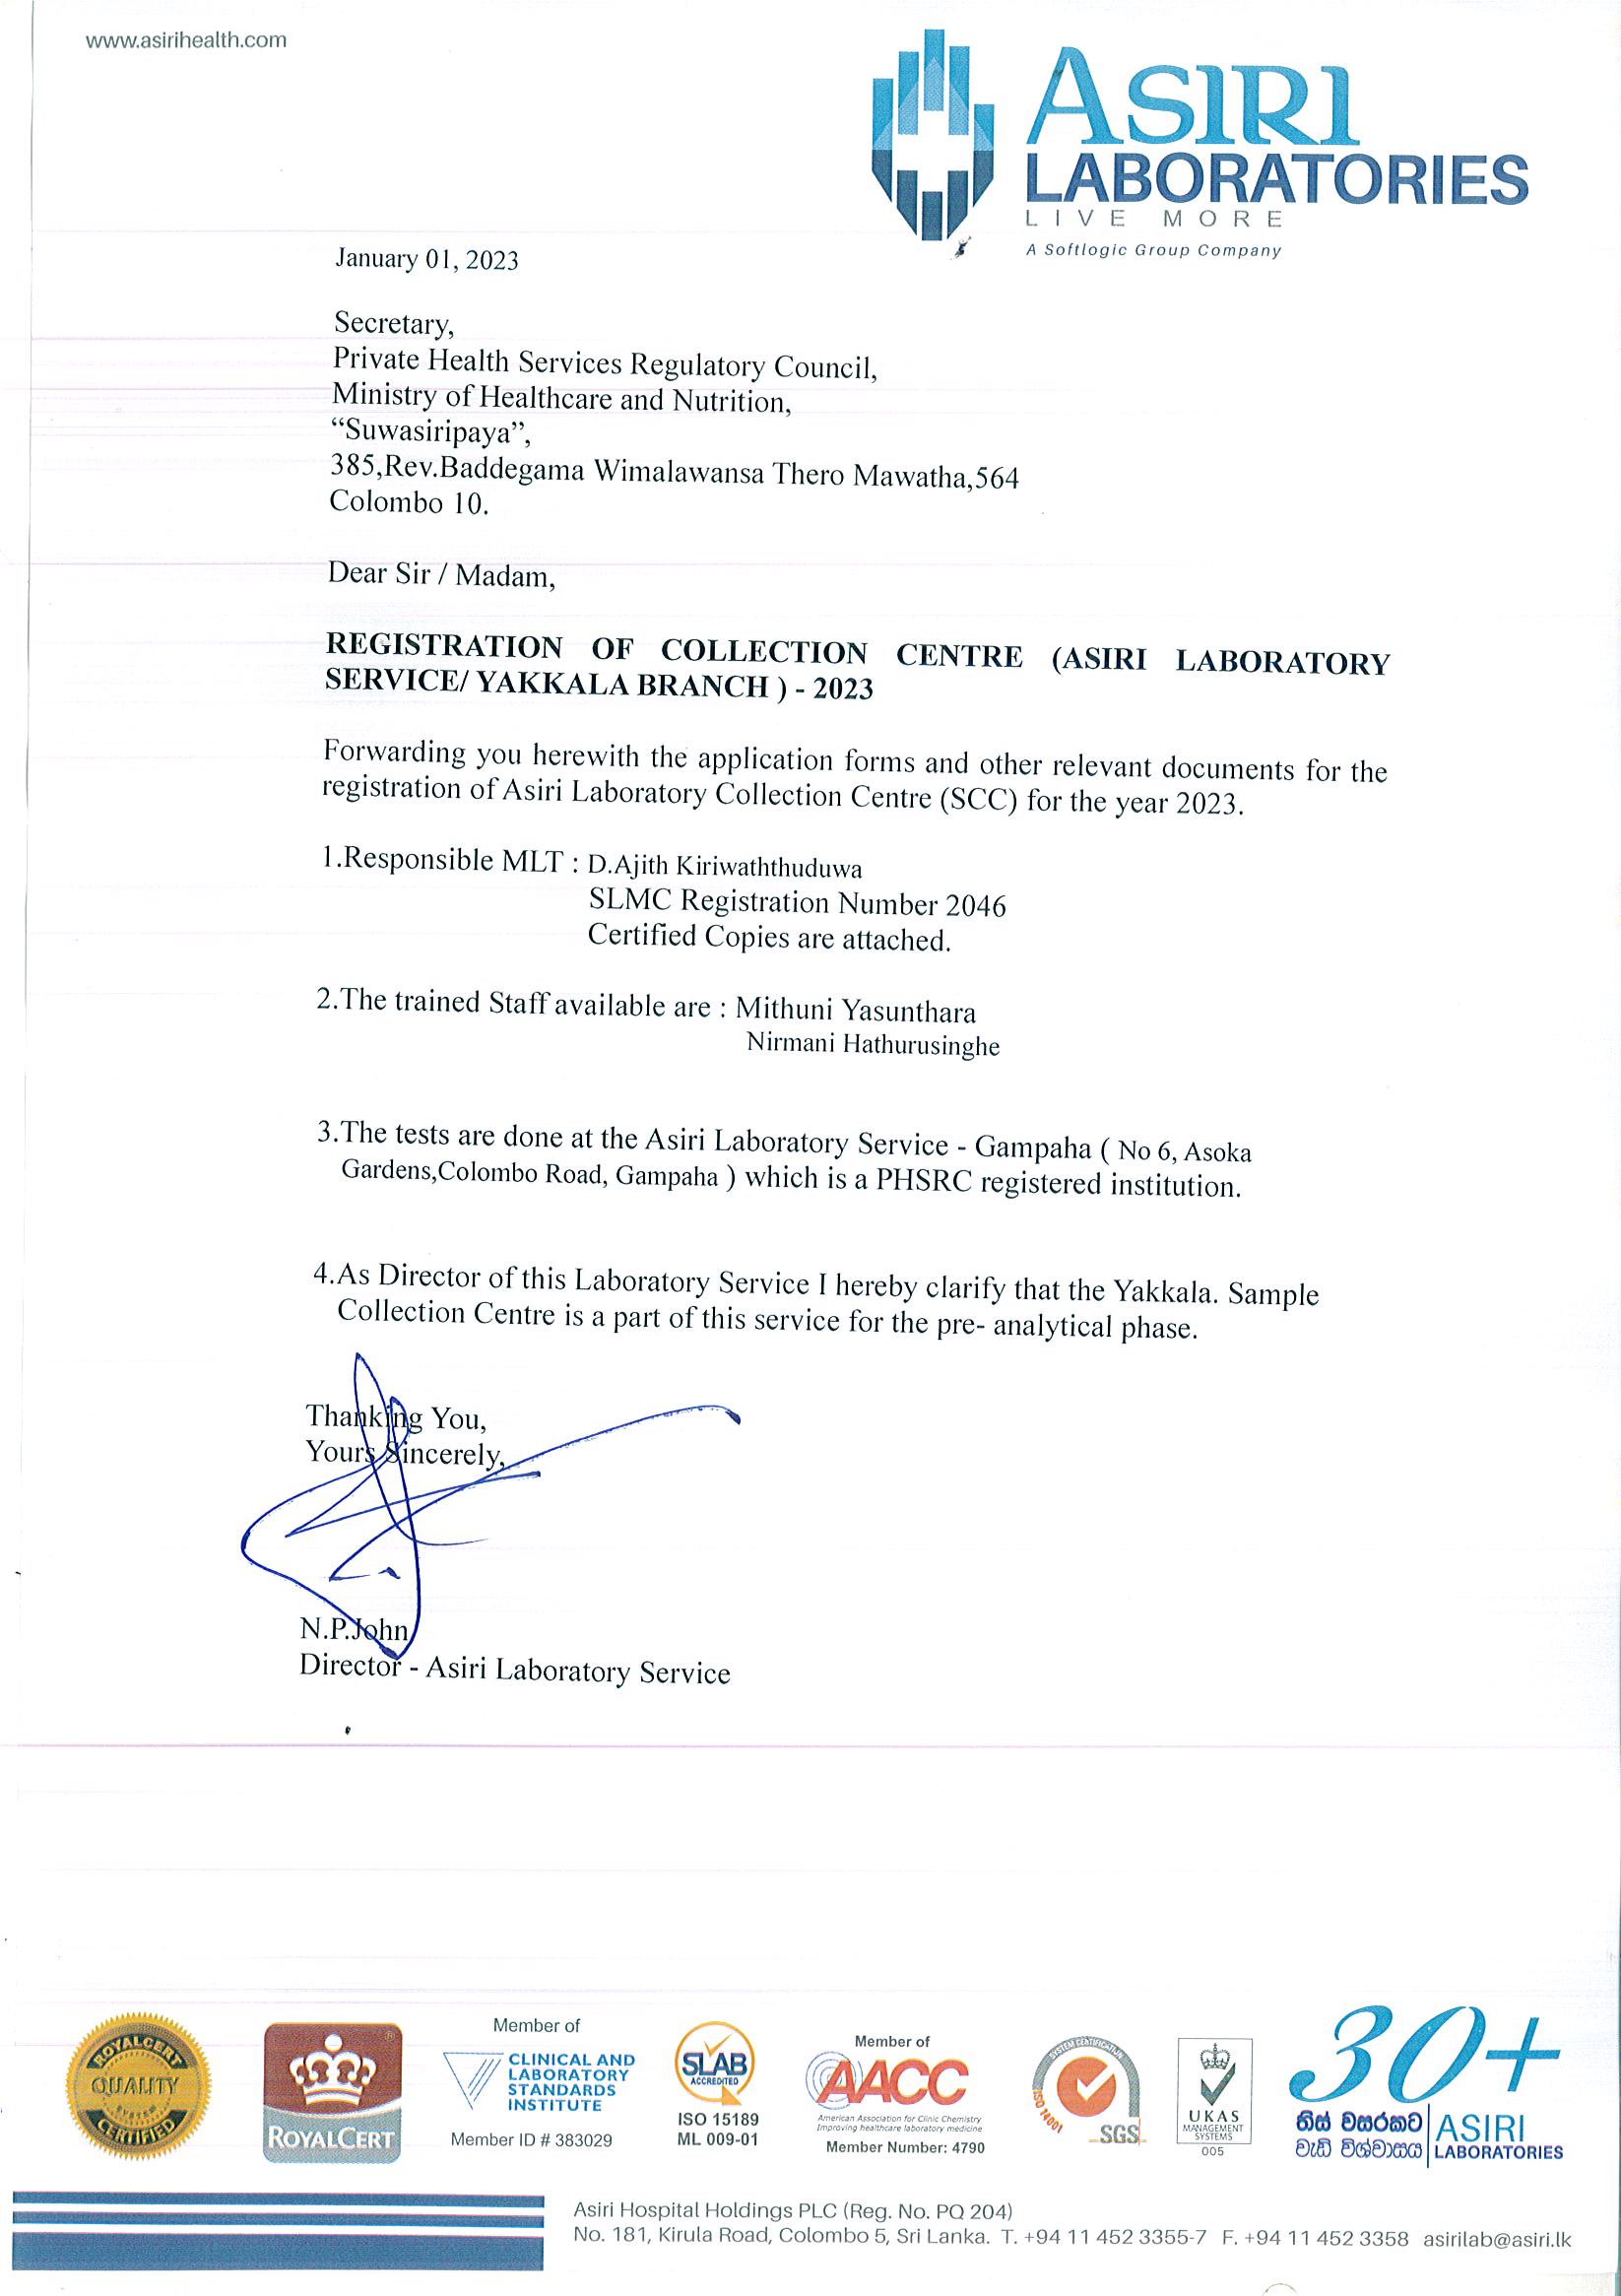 www.asirihealth.com
ASIRI
LABORATORIES
LIVE MORE
A Softlogic Group Company
January 01, 2023
Secretary,
Private Health Services Regulatory Council,
Ministry of Healthcare and Nutrition,
“Suwasiripaya”,
385,Rev.Baddegama Wimalawansa Thero Mawatha,564
Colombo 10.
Dear Sir / Madam,
REGISTRATION OF COLLECTION CENTRE (ASIRI LABORATORY
SERVICE/ YAKKALA BRANCH ) - 2023
Forwarding you herewith the application forms and other relevant documents for the
registration of Asiri Laboratory Collection Centre (SCC) for the year 2023.
1.Responsible MLT : D.Ajith Kiriwaththuduwa
SLMC Registration Number 2046
Certified Copies are attached.
2.The trained Staff available are : Mithuni Yasunthara
Nirmani Hathurusinghe
3.The tests are done at the Asiri Laboratory Service - Gampaha ( No 6, Asoka
Gardens,Colombo Road, Gampaha ) which is a PHSRC registered institution.
4.As Director of this Laboratory Service I hereby clarify that the Yakkala. Sample
Collection Centre is a part of this service for the pre- analytical phase.
Thanking You,
Yours Sincerely,
N.P.John
Director - Asiri Laboratory Service
ROYALCERT
QUALITY
SYSTEM
CERTIFIED
ROYALCERT
Member of
CLINICAL AND
LABORATORY
STANDARDS
INSTITUTE
Member ID # 383029
SLAB
ACCREDITED
ISO 15189
ML 009-01
Member of
AACC
American Association for Clinic Chemistry
Improving healthcare laboratory medicine
Member Number: 4790
SYSTEM CERTIFICATION
ISO 14001
SGS
UKAS
MANAGEMENT
SYSTEMS
005
30+
තිස් වසරකට
වැඩි විශ්වාසය
ASIRI
LABORATORIES
Asiri Hospital Holdings PLC (Reg. No. PQ 204)
No. 181, Kirula Road, Colombo 5, Sri Lanka. T. +94 11 452 3355-7 F. +94 11 452 3358 asirilab@asiri.lk